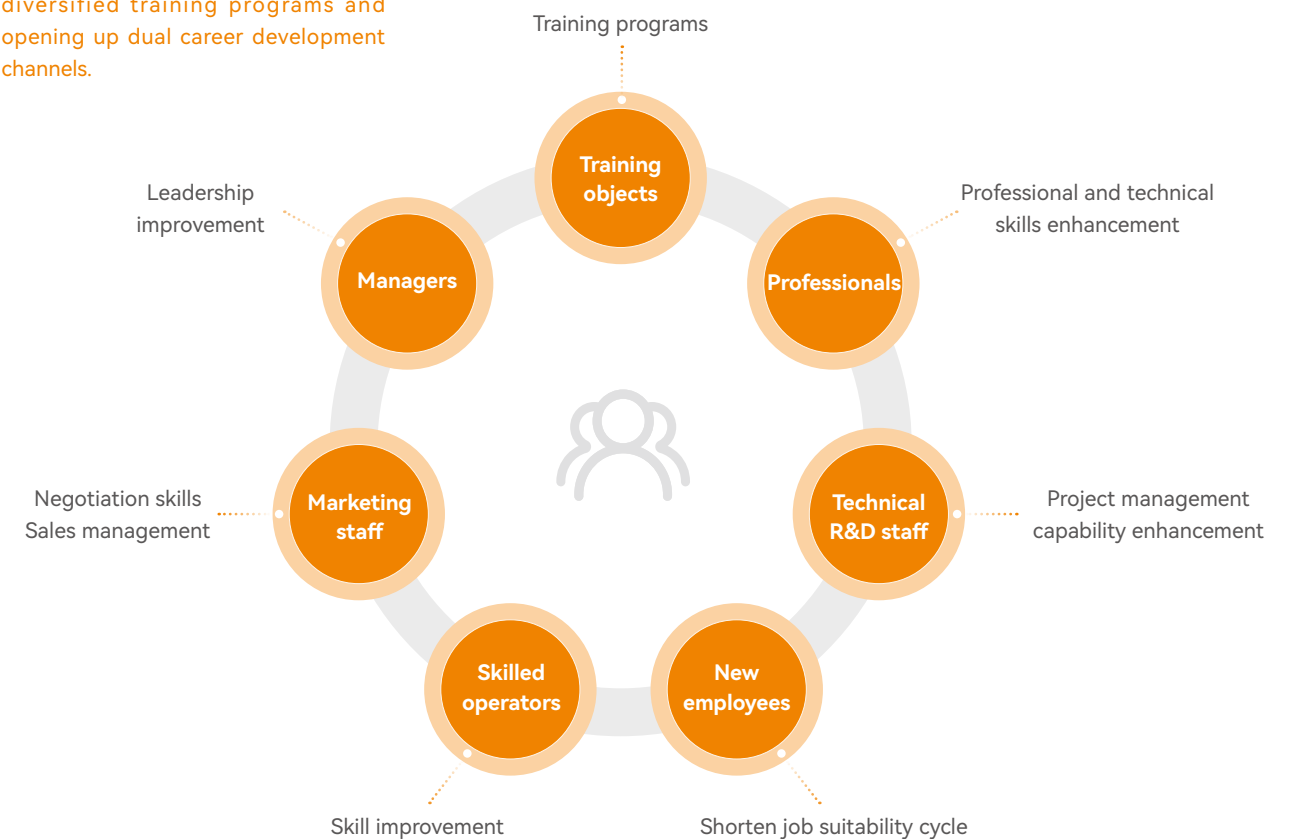 diversified training programs and
opening up dual career development
channels.
Training programs
Training
objects
Leadership
improvement
Managers
Professional and technical
skills enhancement
Professionals
Negotiation skills
Sales management
Marketing
staff
Technical
R&D staff
Project management
capability enhancement
Skilled
operators
New
employees
Skill improvement
Shorten job suitability cycle